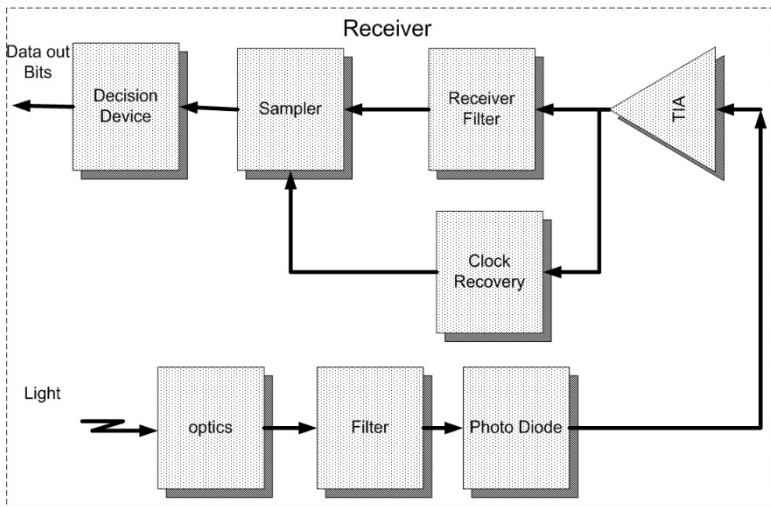 Receiver
Data out
Bits
Decision
Device
Sampler
Receiver
Filter
TIA
Clock
Recovery
Light
optics
Filter
Photo Diode